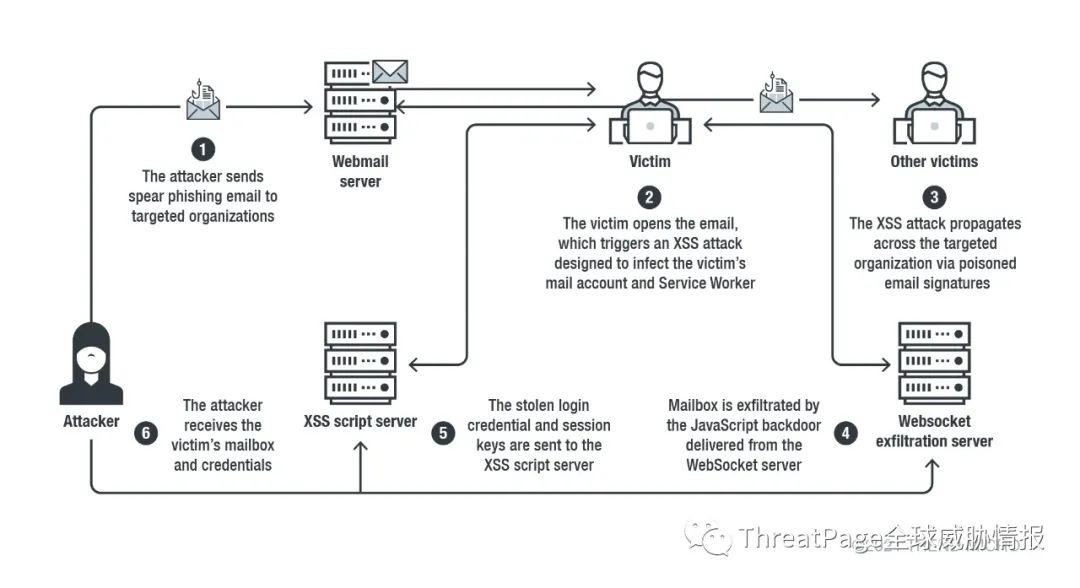 1
The attacker sends
spear phishing email to
targeted organizations
Webmail
server
Victim
2
The victim opens the email,
which triggers an XSS attack
designed to infect the victim's
mail account and Service Worker
Other victims
3
The XSS attack propagates
across the targeted
organization via poisoned
email signatures
Attacker
6
The attacker
receives the
victim's mailbox
and credentials
XSS script server
5
The stolen login
credential and session
keys are sent to the
XSS script server
Mailbox is exfiltrated by
the JavaScript backdoor
delivered from the
WebSocket server
4
Websocket
exfiltration server
ThreatPage全球威胁情报